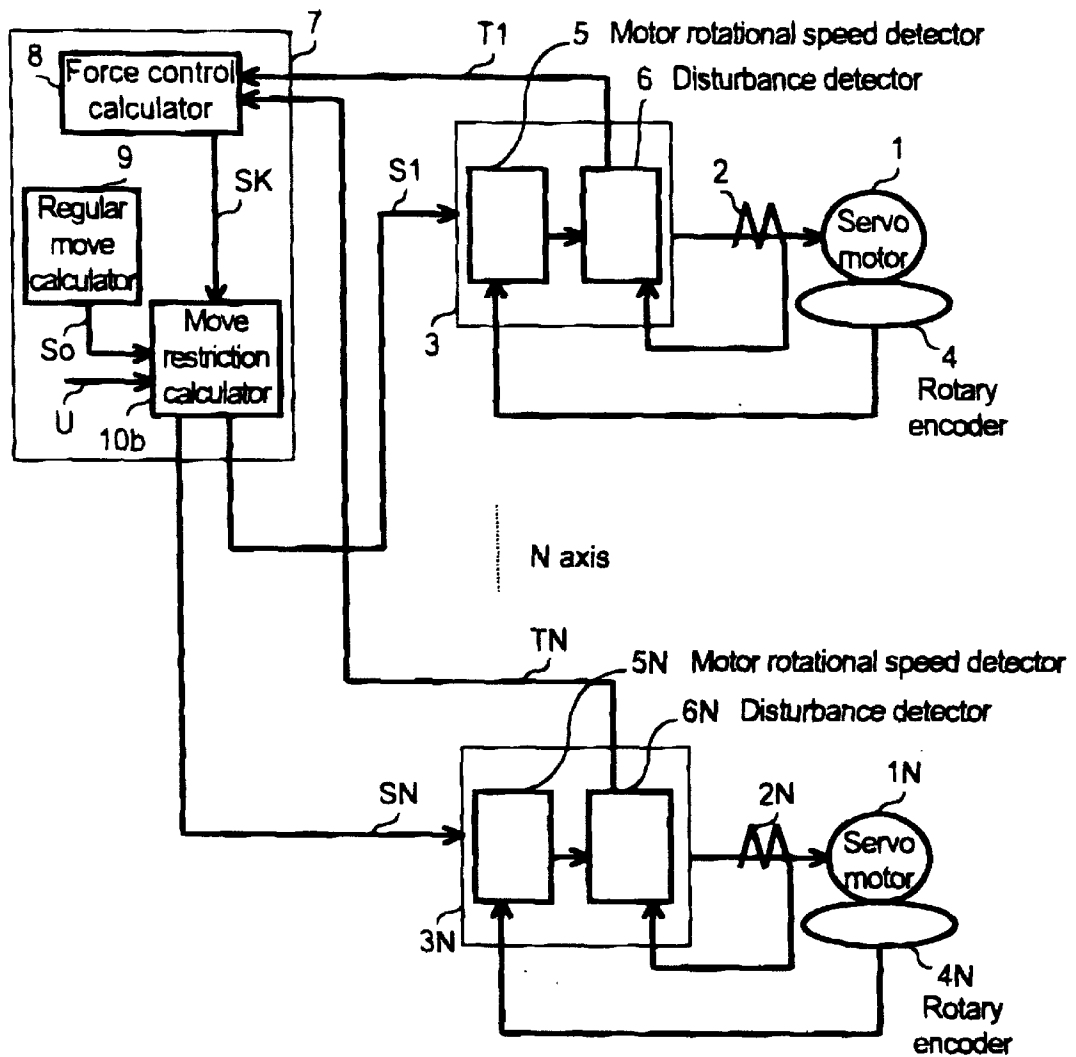 7
8
Force control
calculator
T1
5 Motor rotational speed detector
6 Disturbance detector
9
SK
S1
2
1
Regular
move
calculator
Servo
motor
So
Move
restriction
calculator
U
10b
3
4
Rotary
encoder
N axis
TN
5N Motor rotational speed detector
6N Disturbance detector
SN
2N
1N
Servo
motor
3N
4N
Rotary
encoder